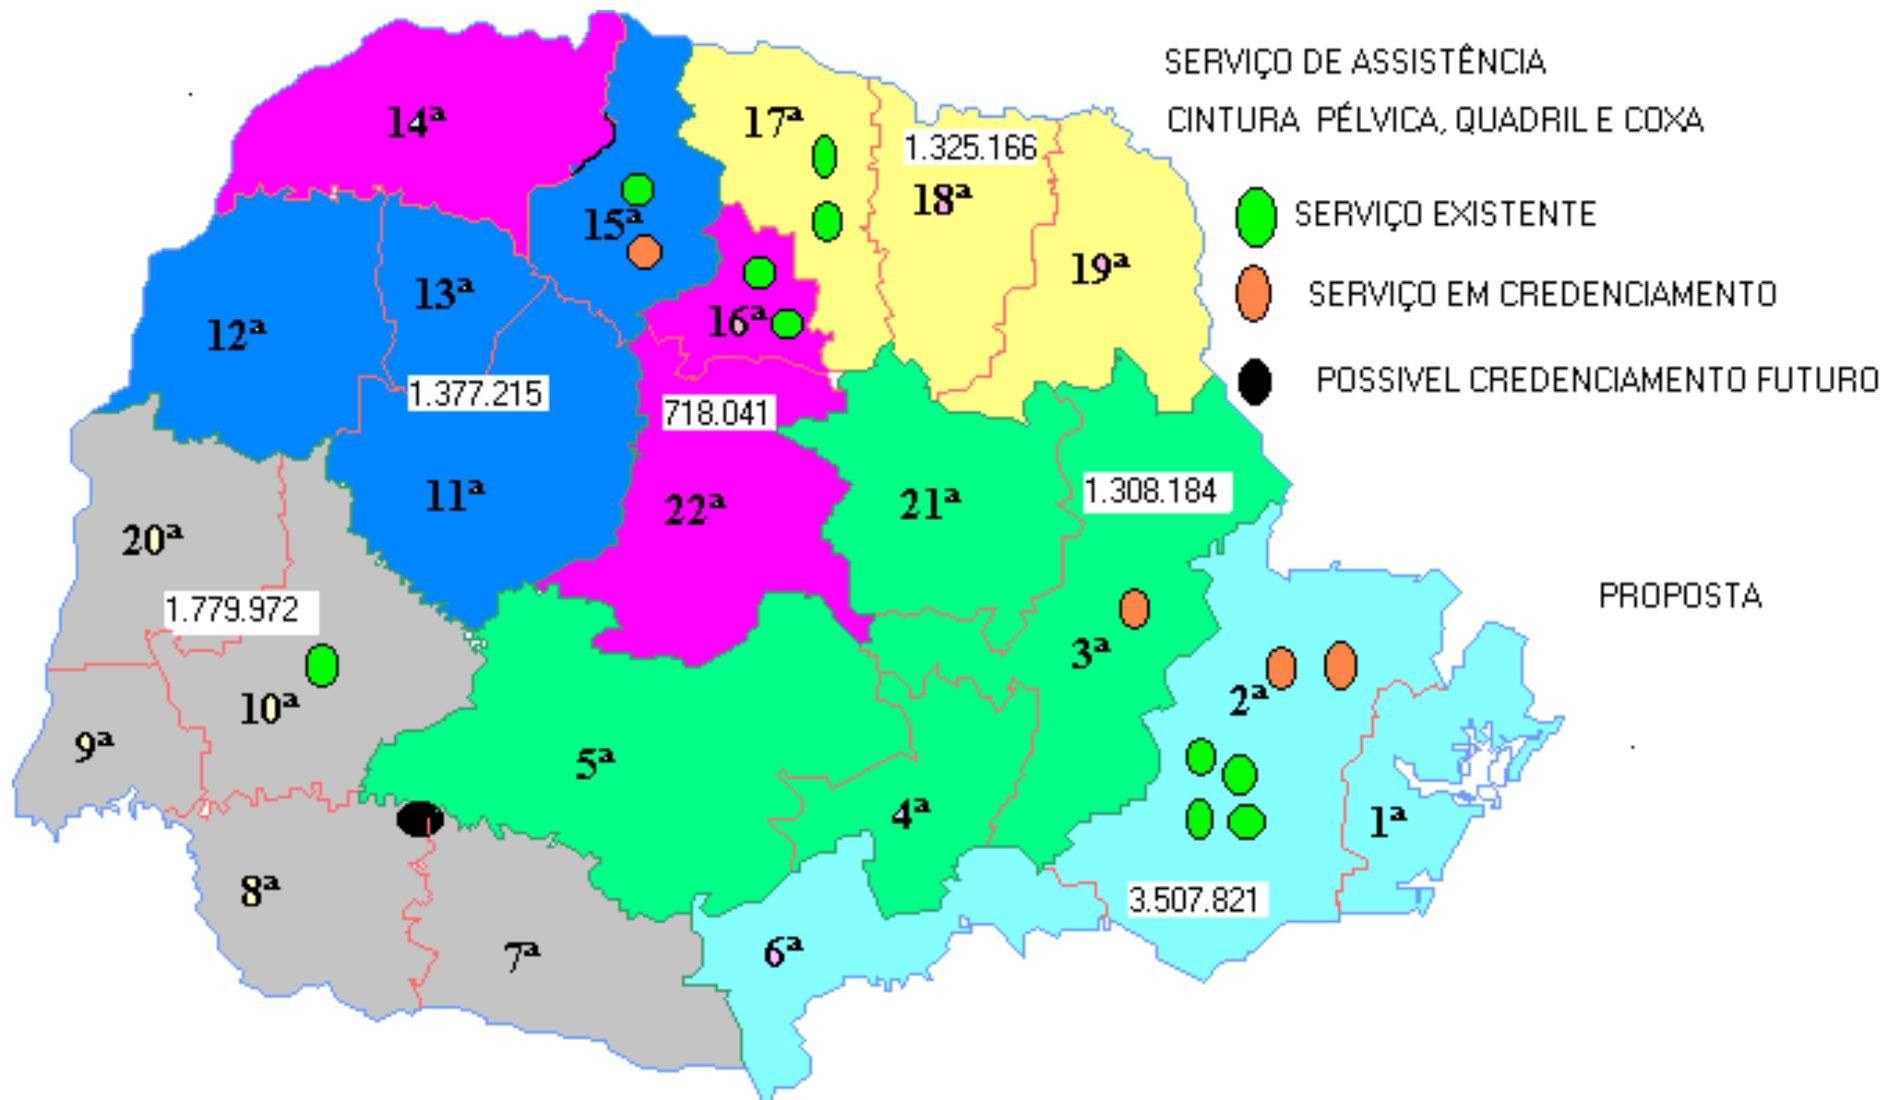 SERVIÇO DE ASSISTÊNCIA
CINTURA PÉLVICA, QUADRIL E COXA
SERVIÇO EXISTENTE
SERVIÇO EM CREDENCIAMENTO
POSSIVEL CREDENCIAMENTO FUTURO
PROPOSTA
14ª
17ª
1.325.166
18ª
15ª
19ª
13ª
12ª
16ª
1.377.215
718.041
11ª
22ª
21ª
1.308.184
20ª
1.779.972
3ª
2ª
10ª
9ª
5ª
4ª
1ª
8ª
3.507.821
7ª
6ª